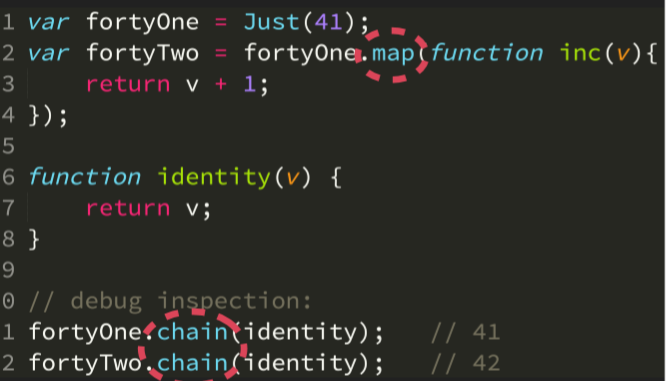 1 var fortyOne = Just(41);
2 var fortyTwo = fortyOne.map(function inc(v){
3     return v + 1;
4 });
5
6 function identity(v) {
7     return v;
8 }
9
0 // debug inspection:
1 fortyOne.chain(identity);   // 41
2 fortyTwo.chain(identity);   // 42